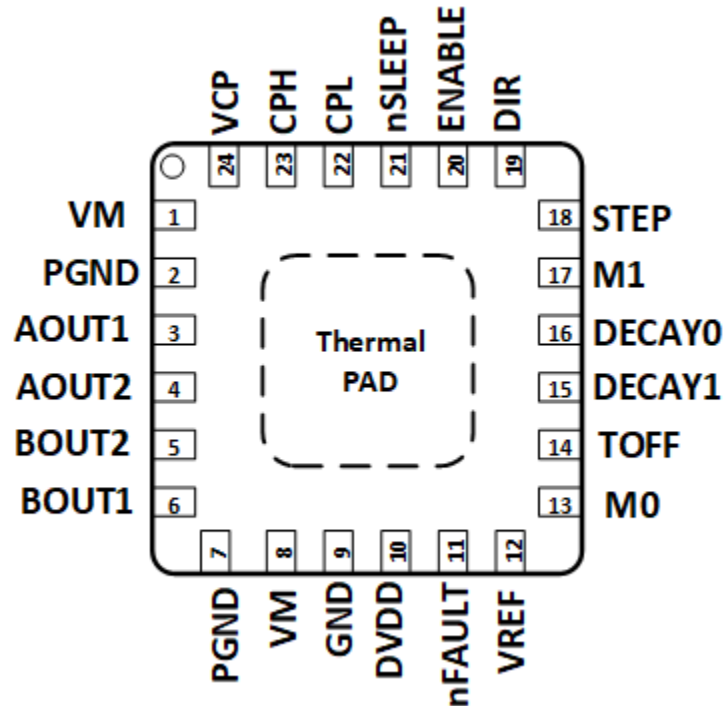 VCP
CPH
CPL
nSLEEP
ENABLE
DIR
24
23
22
21
20
19
VM 1
18 STEP
PGND 2
17 M1
AOUT1 3
16 DECAY0
AOUT2 4
15 DECAY1
BOUT2 5
14 TOFF
BOUT1 6
13 M0
Thermal
PAD
7
8
9
10
11
12
PGND
VM
GND
DVDD
nFAULT
VREF